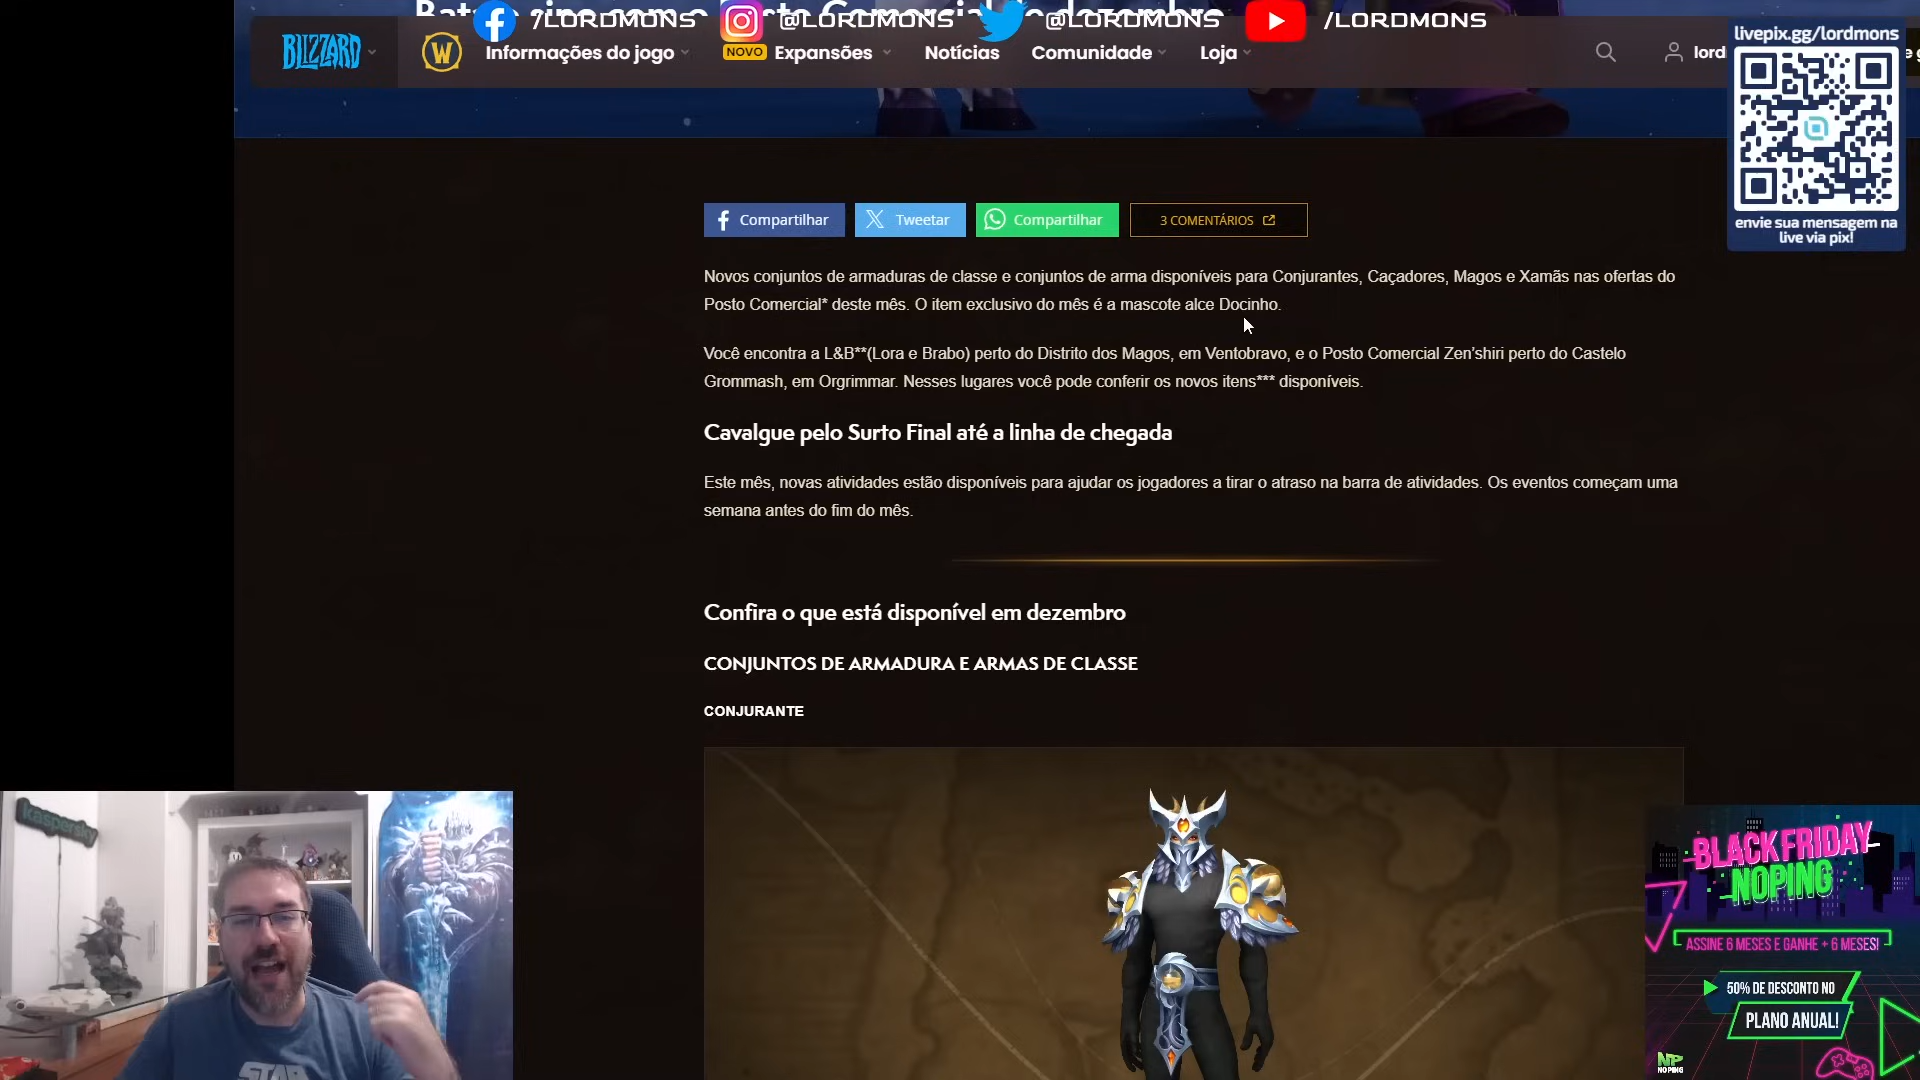 /LORDMONS
@LORDMONS
@LORDMONS
/LORDMONS
livepix.gg/lordmons
BLIZZARD
W
Informações do jogo
NOVO
Expansões
Notícias
Comunidade
Loja
envie sua mensagem na
live via pix!
Compartilhar
Tweetar
Compartilhar
3 COMENTÁRIOS
Novos conjuntos de armaduras de classe e conjuntos de arma disponíveis para Conjurantes, Caçadores, Magos e Xamãs nas ofertas do
Posto Comercial* deste mês. O item exclusivo do mês é a mascote alce Docinho.
Você encontra a L&B**(Lora e Brabo) perto do Distrito dos Magos, em Ventobravo, e o Posto Comercial Zen'shiri perto do Castelo
Grommash, em Orgrimmar. Nesses lugares você pode conferir os novos itens*** disponíveis.
Cavalgue pelo Surto Final até a linha de chegada
Este mês, novas atividades estão disponíveis para ajudar os jogadores a tirar o atraso na barra de atividades. Os eventos começam uma
semana antes do fim do mês.
Confira o que está disponível em dezembro
CONJUNTOS DE ARMADURA E ARMAS DE CLASSE
CONJURANTE
kaspersky
STAR
BLACK FRIDAY
NOPING
ASSINE 6 MESES E GANHE + 6 MESES!
50% DE DESCONTO NO
PLANO ANUAL!
NP
NOPING